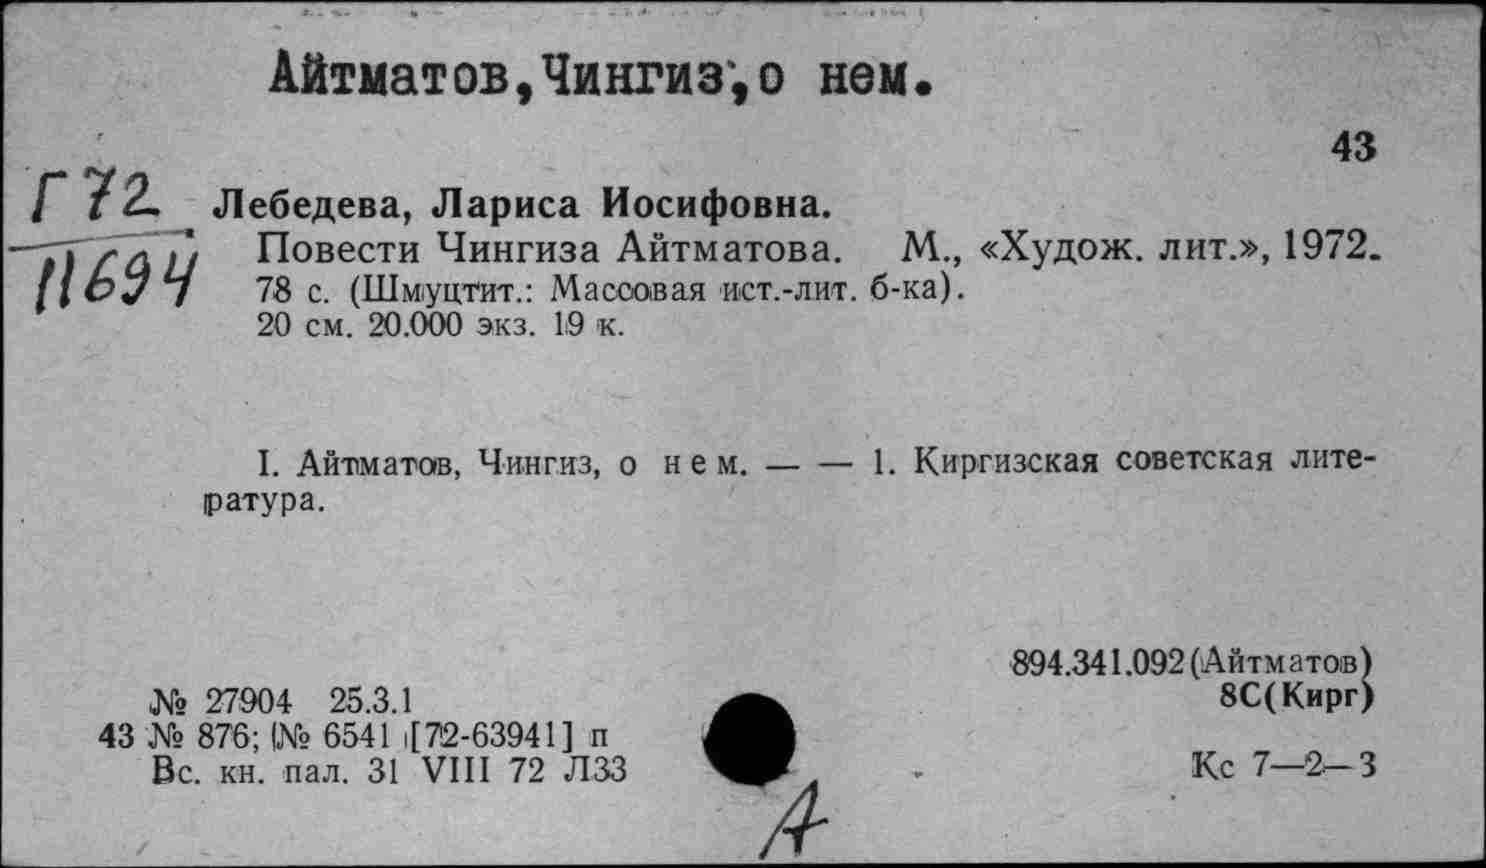 Айтматов,Чингиз,о нем.
43
Г72
11694
Лебедева, Лариса Иосифовна.
Повести Чингиза Айтматова. М., «Худож. лит.», 1972.
78 с. (Шмуцтит.: Массовая ист.-лит. б-ка).
20 см. 20.000 экз. 19 к.
I. Айтматов, Чингиз, о нем. — — 1. Киргизская советская лите-
ратура.
894.341.092(Айтматов)
8С(Кирг)
№ 27904 25.3.1
43 № 876; (№ 6541 [72-63941] п
Вс. кн. пал. 31 VIII 72 Л33
Кс 7—2—3
А